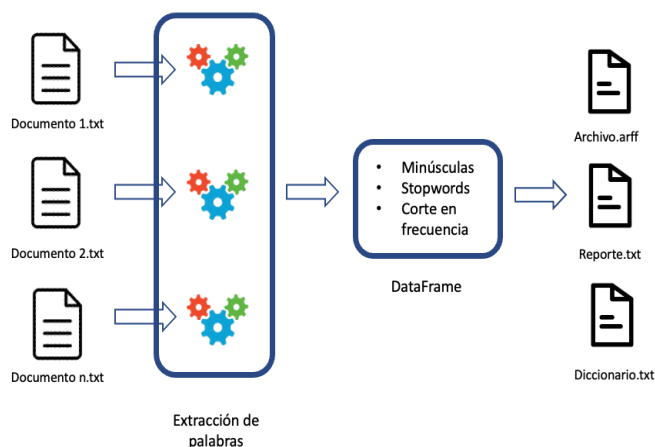 Documento 1.txt
Documento 2.txt
Documento n.txt
Extracción de
palabras
• Minúsculas
• Stopwords
• Corte en
frecuencia
DataFrame
Archivo.arff
Reporte.txt
Diccionario.txt